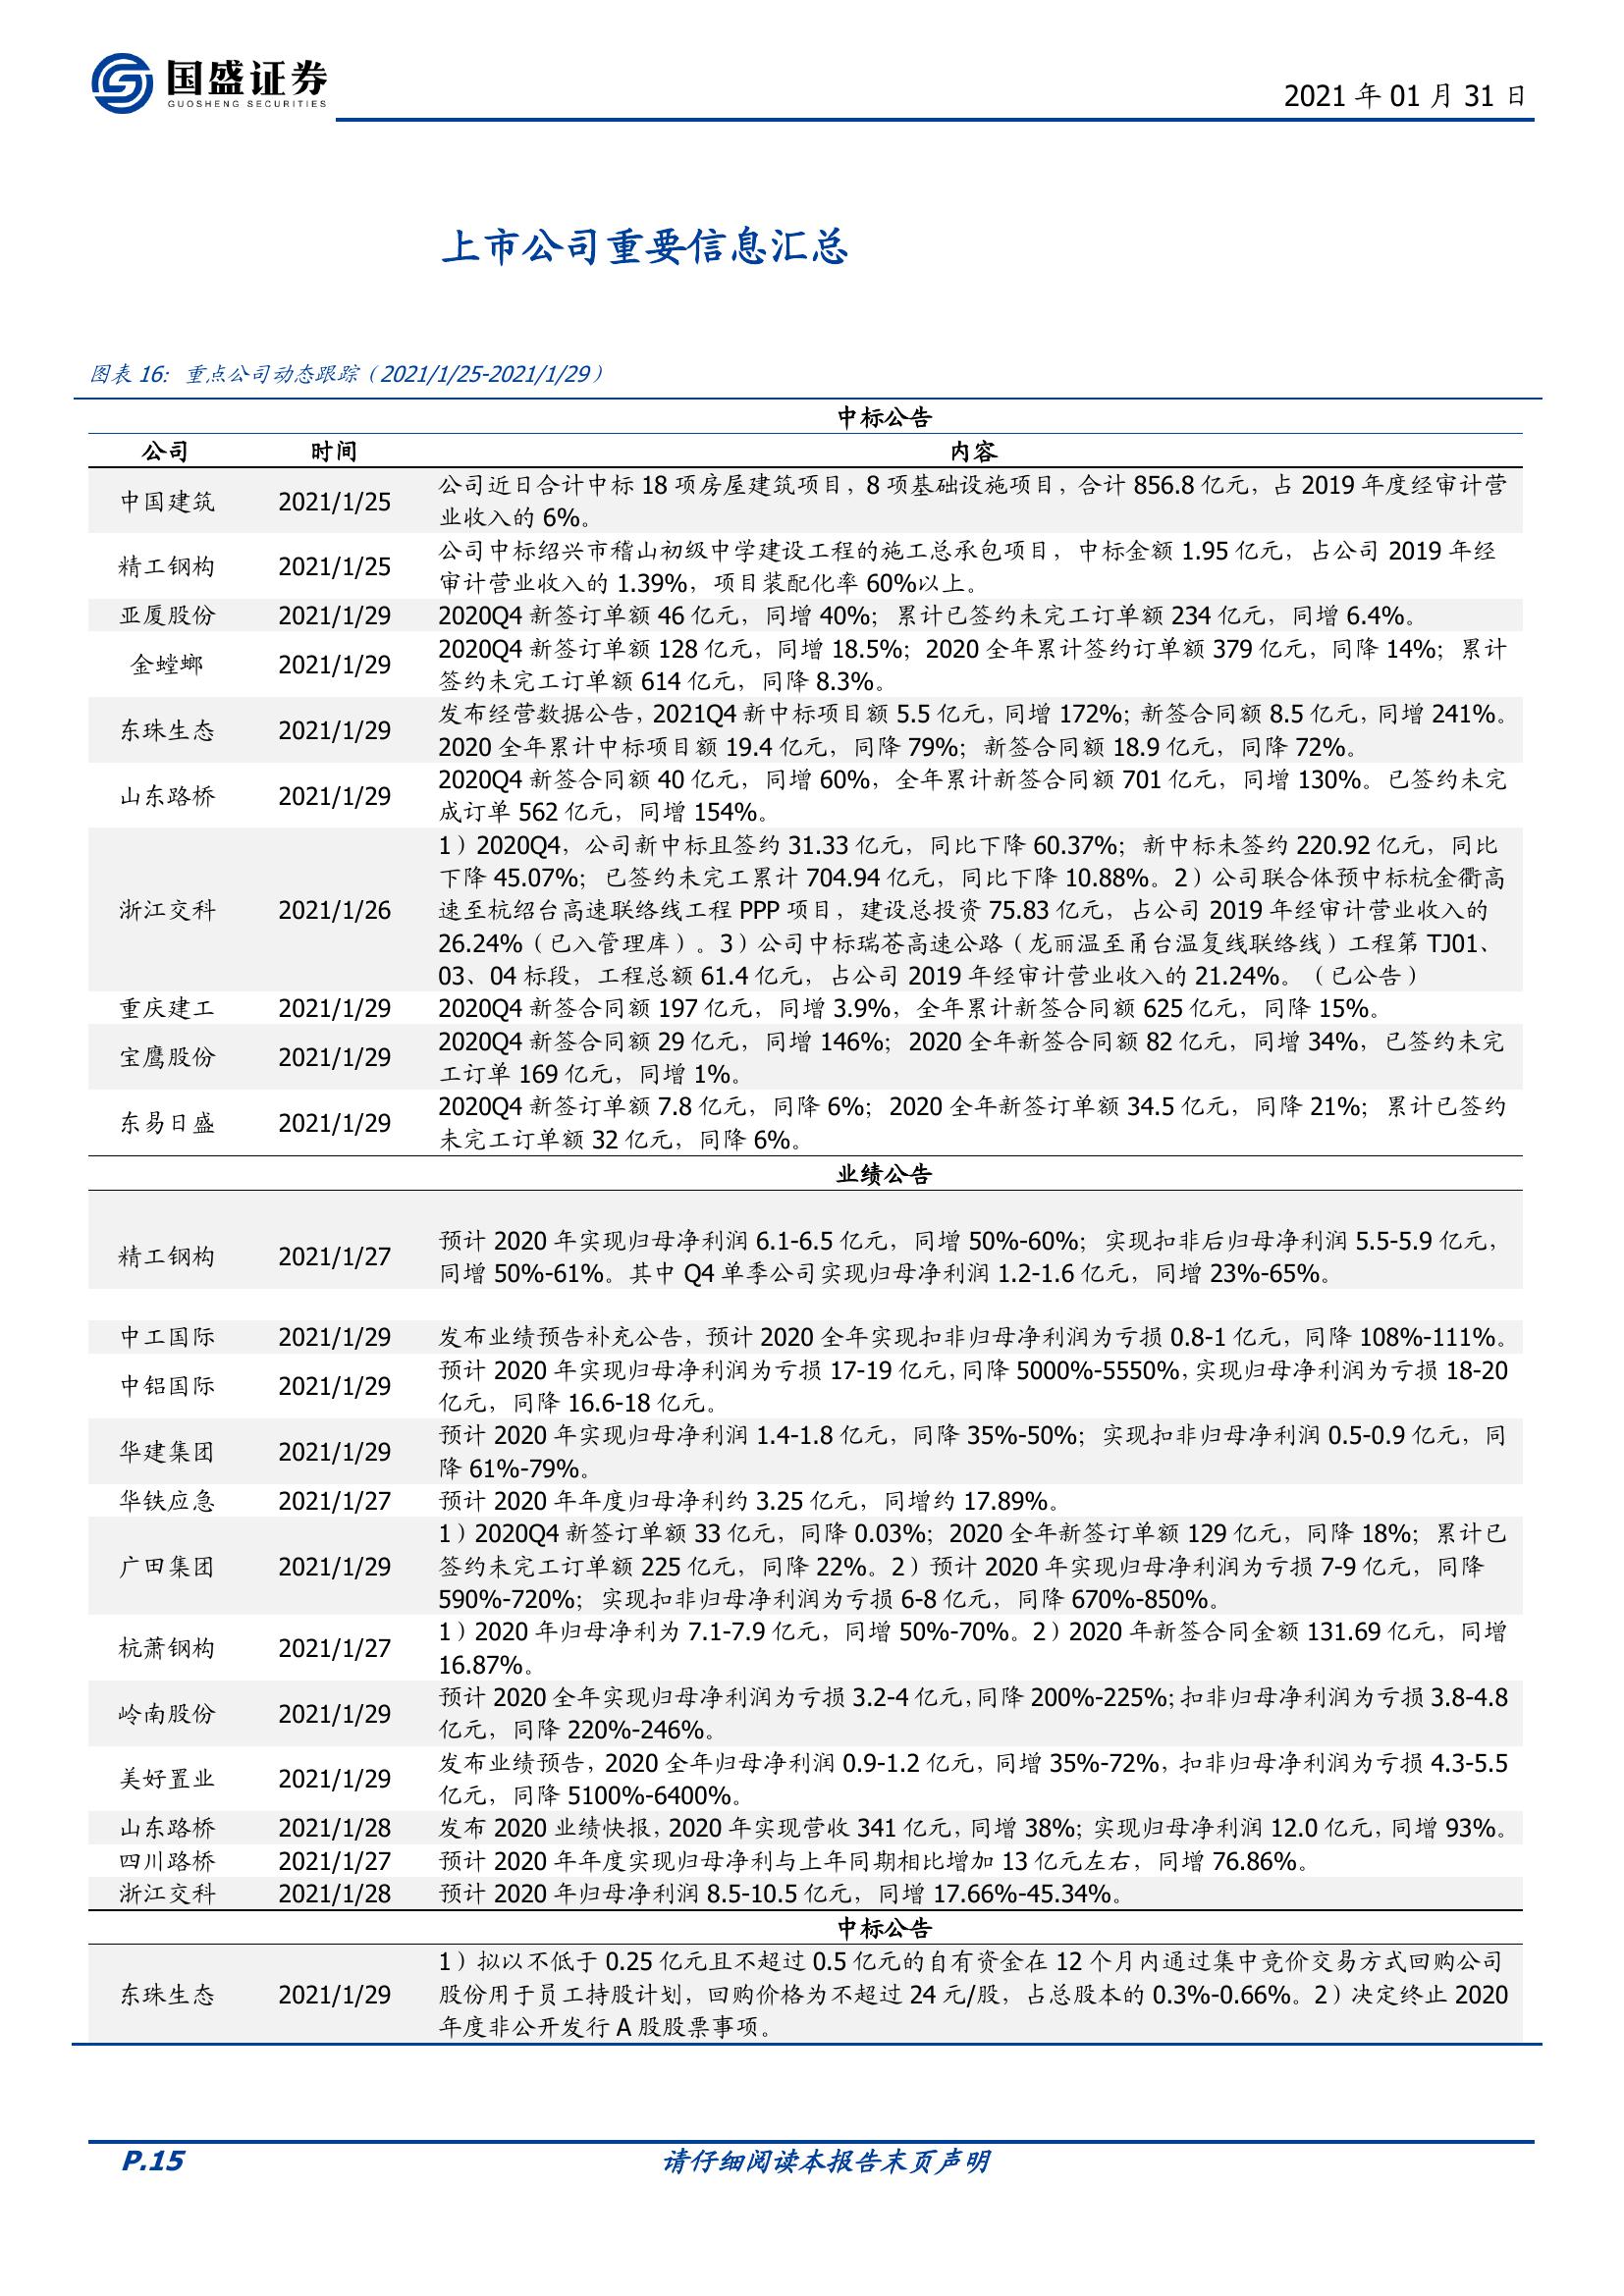 国盛证券
GUOSHENG SECURITIES
2021 年 01 月 31 日
上市公司重要信息汇总
图表 16：重点公司动态跟踪（2021/1/25-2021/1/29）
中标公告
公司 时间 内容
中国建筑 2021/1/25 公司近日合计中标 18 项房屋建筑项目，8 项基础设施项目，合计 856.8 亿元，占 2019 年度经审计营
业收入的 6%。
精工钢构 2021/1/25 公司中标绍兴市稽山初级中学建设工程的施工总承包项目，中标金额 1.95 亿元，占公司 2019 年经
审计营业收入的 1.39%，项目装配化率 60%以上。
亚厦股份 2021/1/29 2020Q4 新签订单额 46 亿元，同增 40%；累计已签约未完工订单额 234 亿元，同增 6.4%。
金螳螂 2021/1/29 2020Q4 新签订单额 128 亿元，同增 18.5%；2020 全年累计签约订单额 379 亿元，同降 14%；累计
签约未完工订单额 614 亿元，同降 8.3%。
东珠生态 2021/1/29 发布经营数据公告，2021Q4 新中标项目额 5.5 亿元，同增 172%；新签合同额 8.5 亿元，同增 241%。
2020 全年累计中标项目额 19.4 亿元，同降 79%；新签合同额 18.9 亿元，同降 72%。
山东路桥 2021/1/29 2020Q4 新签合同额 40 亿元，同增 60%，全年累计新签合同额 701 亿元，同增 130%。已签约未完
成订单 562 亿元，同增 154%。
浙江交科 2021/1/26 1）2020Q4，公司新中标且签约 31.33 亿元，同比下降 60.37%；新中标未签约 220.92 亿元，同比
下降 45.07%；已签约未完工累计 704.94 亿元，同比下降 10.88%。2）公司联合体预中标杭金衢高
速至杭绍台高速联络线工程 PPP 项目，建设总投资 75.83 亿元，占公司 2019 年经审计营业收入的
26.24%（已入管理库）。3）公司中标瑞苍高速公路（龙丽温至甬台温复线联络线）工程第 TJ01、
03、04 标段，工程总额 61.4 亿元，占公司 2019 年经审计营业收入的 21.24%。（已公告）
重庆建工 2021/1/29 2020Q4 新签合同额 197 亿元，同增 3.9%，全年累计新签合同额 625 亿元，同降 15%。
宝鹰股份 2021/1/29 2020Q4 新签合同额 29 亿元，同增 146%；2020 全年新签合同额 82 亿元，同增 34%，已签约未完
工订单 169 亿元，同增 1%。
东易日盛 2021/1/29 2020Q4 新签订单额 7.8 亿元，同降 6%；2020 全年新签订单额 34.5 亿元，同降 21%；累计已签约
未完工订单额 32 亿元，同降 6%。
业绩公告
精工钢构 2021/1/27 预计 2020 年实现归母净利润 6.1-6.5 亿元，同增 50%-60%；实现扣非后归母净利润 5.5-5.9 亿元，
同增 50%-61%。其中 Q4 单季公司实现归母净利润 1.2-1.6 亿元，同增 23%-65%。
中工国际 2021/1/29 发布业绩预告补充公告，预计 2020 全年实现扣非归母净利润为亏损 0.8-1 亿元，同降 108%-111%。
中铝国际 2021/1/29 预计 2020 年实现归母净利润为亏损 17-19 亿元，同降 5000%-5550%，实现归母净利润为亏损 18-20
亿元，同降 16.6-18 亿元。
华建集团 2021/1/29 预计 2020 年实现归母净利润 1.4-1.8 亿元，同降 35%-50%；实现扣非归母净利润 0.5-0.9 亿元，同
降 61%-79%。
华铁应急 2021/1/27 预计 2020 年年度归母净利约 3.25 亿元，同增约 17.89%。
广田集团 2021/1/29 1）2020Q4 新签订单额 33 亿元，同降 0.03%；2020 全年新签订单额 129 亿元，同降 18%；累计已
签约未完工订单额 225 亿元，同降 22%。2）预计 2020 年实现归母净利润为亏损 7-9 亿元，同降
590%-720%；实现扣非归母净利润为亏损 6-8 亿元，同降 670%-850%。
杭萧钢构 2021/1/27 1）2020 年归母净利为 7.1-7.9 亿元，同增 50%-70%。2）2020 年新签合同金额 131.69 亿元，同增
16.87%。
岭南股份 2021/1/29 预计 2020 全年实现归母净利润为亏损 3.2-4 亿元，同降 200%-225%；扣非归母净利润为亏损 3.8-4.8
亿元，同降 220%-246%。
美好置业 2021/1/29 发布业绩预告，2020 全年归母净利润 0.9-1.2 亿元，同增 35%-72%，扣非归母净利润为亏损 4.3-5.5
亿元，同降 5100%-6400%。
山东路桥 2021/1/28 发布 2020 业绩快报，2020 年实现营收 341 亿元，同增 38%；实现归母净利润 12.0 亿元，同增 93%。
四川路桥 2021/1/27 预计 2020 年年度实现归母净利与上年同期相比增加 13 亿元左右，同增 76.86%。
浙江交科 2021/1/28 预计 2020 年归母净利润 8.5-10.5 亿元，同增 17.66%-45.34%。
中标公告
东珠生态 2021/1/29 1）拟以不低于 0.25 亿元且不超过 0.5 亿元的自有资金在 12 个月内通过集中竞价交易方式回购公司
股份用于员工持股计划，回购价格为不超过 24 元/股，占总股本的 0.3%-0.66%。2）决定终止 2020
年度非公开发行 A 股股票事项。
P.15 请仔细阅读本报告末页声明